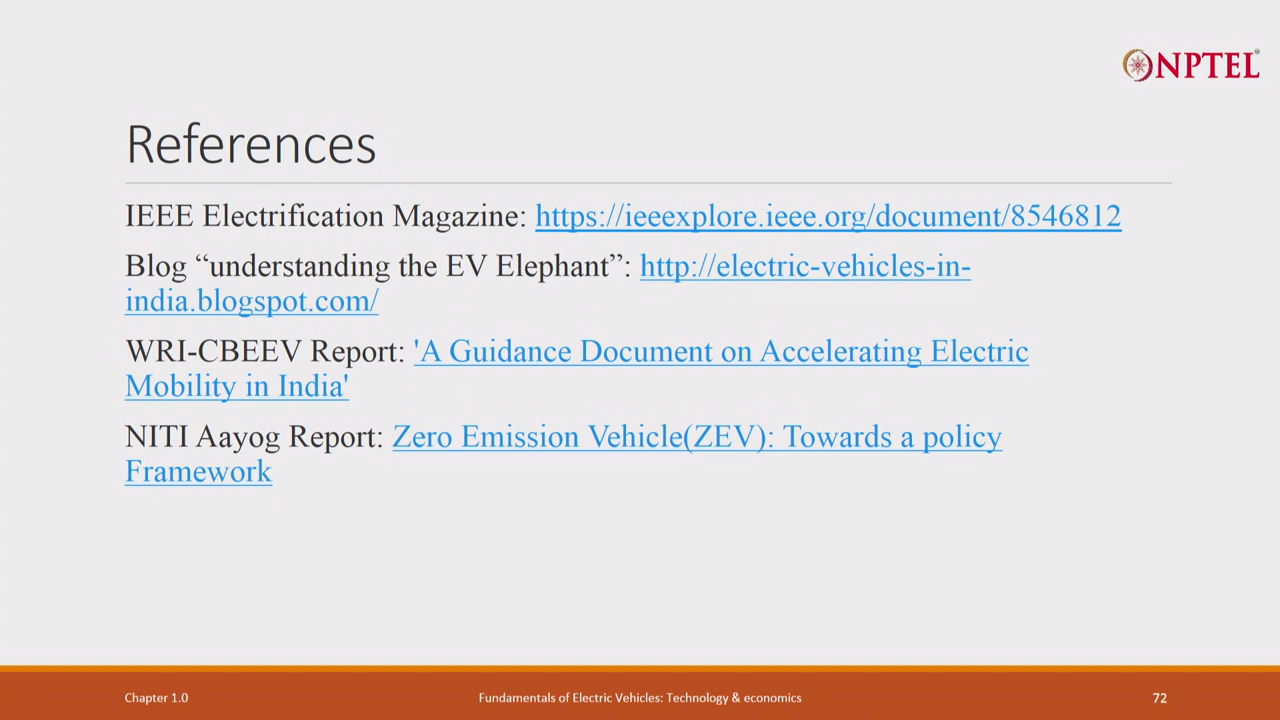 NPTEL
References
IEEE Electrification Magazine: https://ieeexplore.ieee.org/document/8546812
Blog “understanding the EV Elephant”: http://electric-vehicles-in-
india.blogspot.com/
WRI-CBEEV Report: 'A Guidance Document on Accelerating Electric
Mobility in India'
NITI Aayog Report: Zero Emission Vehicle(ZEV): Towards a policy
Framework
Chapter 1.0
Fundamentals of Electric Vehicles: Technology & economics
72